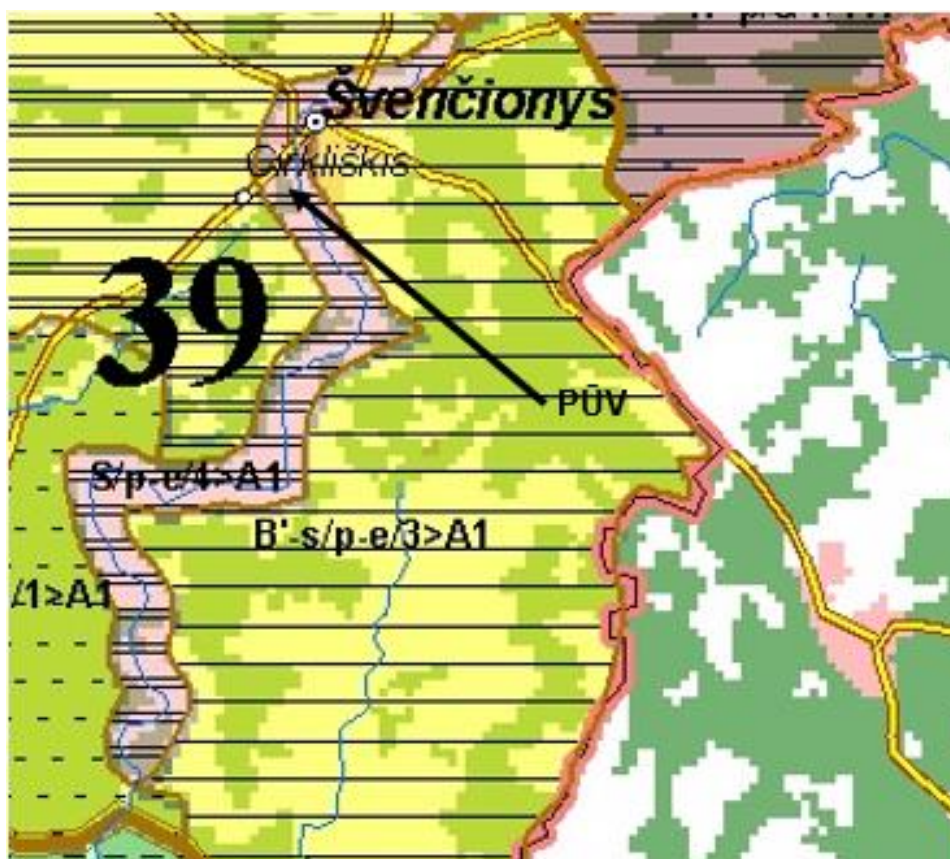 Švenčionys
Cirkliškis
39
PŪV
S/p-e/4>A1
B'-s/p-e/3>A1
/1≥A1